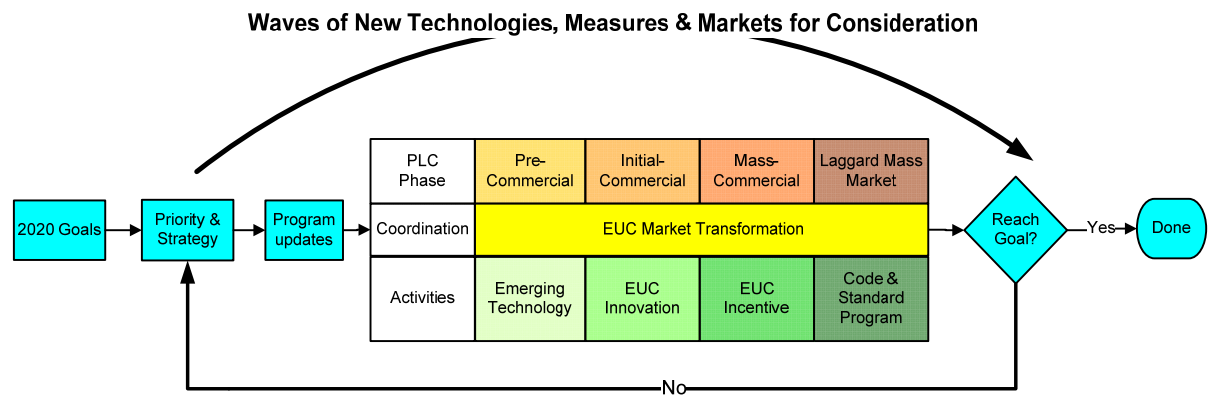 Waves of New Technologies, Measures & Markets for Consideration
PLC
Phase
Pre-
Commercial
Initial-
Commercial
Mass-
Commercial
Laggard Mass
Market
2020 Goals
Priority &
Strategy
Program
updates
Coordination
EUC Market Transformation
Reach
Goal?
Yes
Done
Activities
Emerging
Technology
EUC
Innovation
EUC
Incentive
Code &
Standard
Program
No